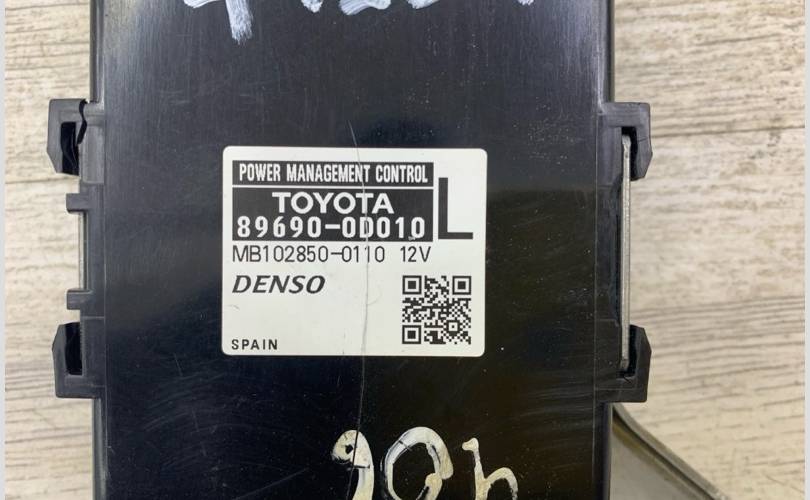 POWER MANAGEMENT CONTROL
TOYOTA
89690-0D010 L
MB102850-0110 12V
DENSO
SPAIN